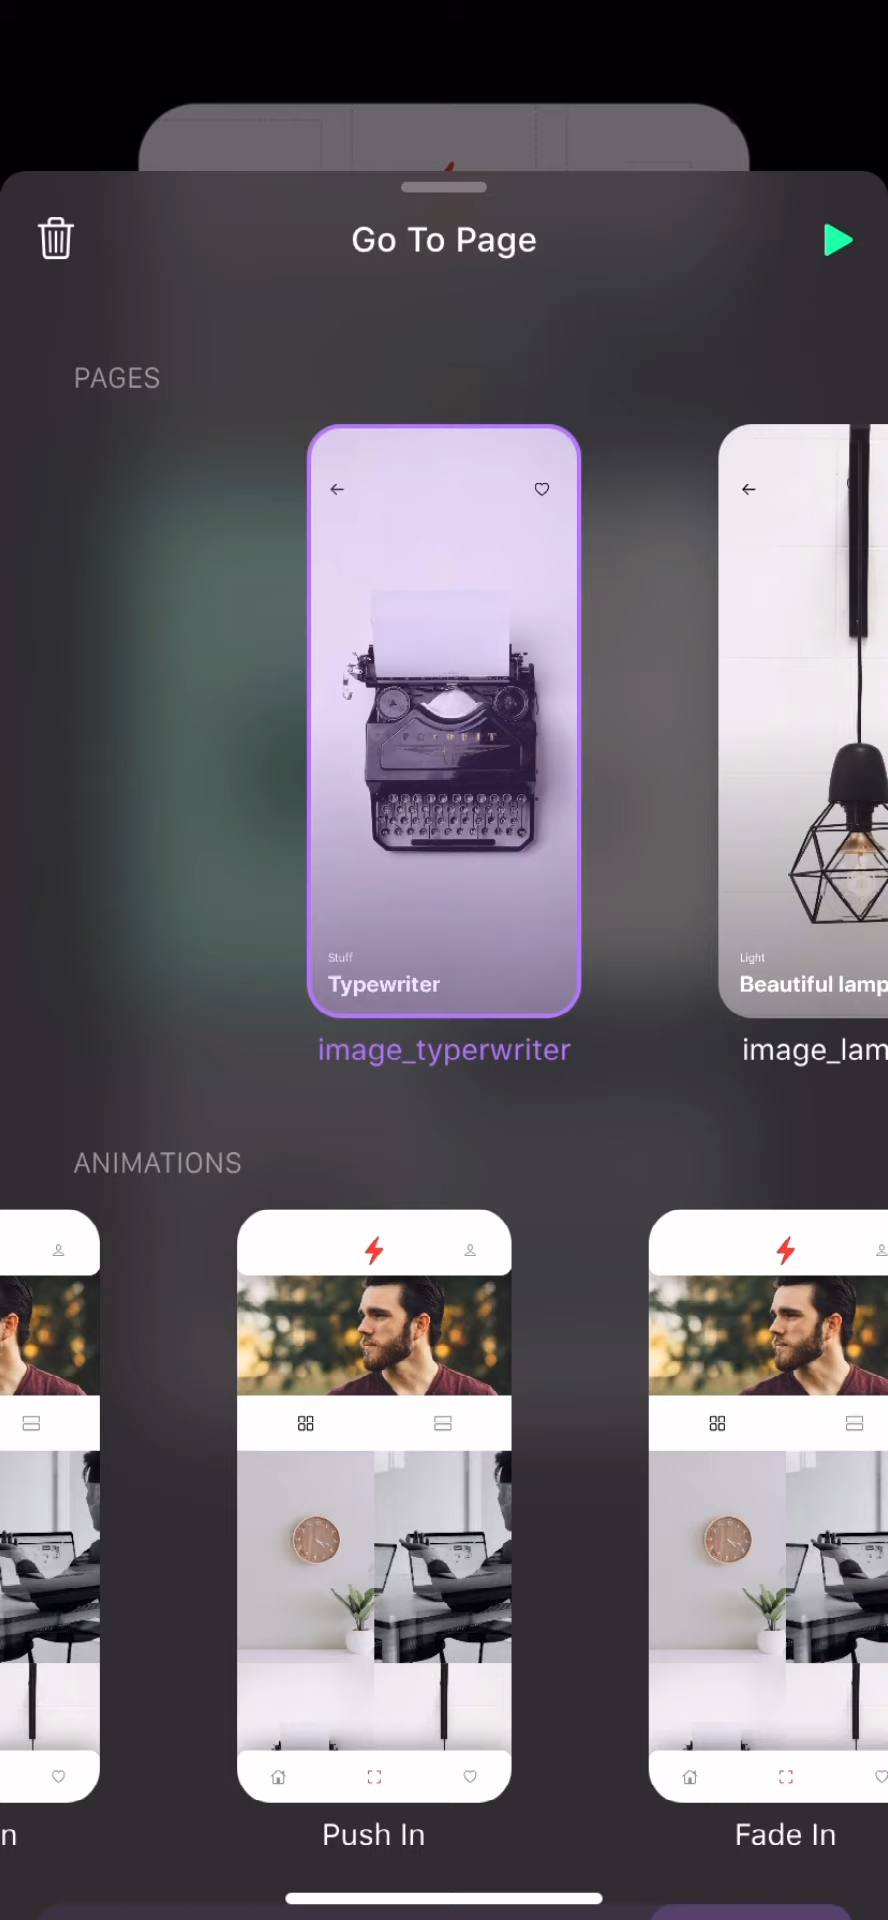 Go To Page
PAGES
Stuff
Typewriter
image_typerwriter
Light
Beautiful lamp
image_lam
ANIMATIONS
n
Push In
Fade In